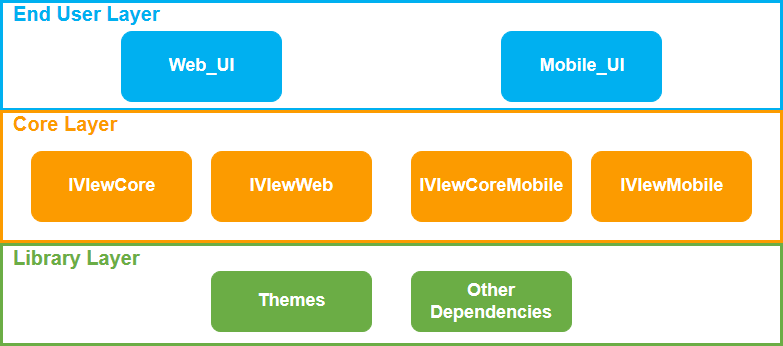 End User Layer
Web_UI
Mobile_UI
Core Layer
IVIewCore
IVIewWeb
IVIewCoreMobile
IVIewMobile
Library Layer
Themes
Other
Dependencies